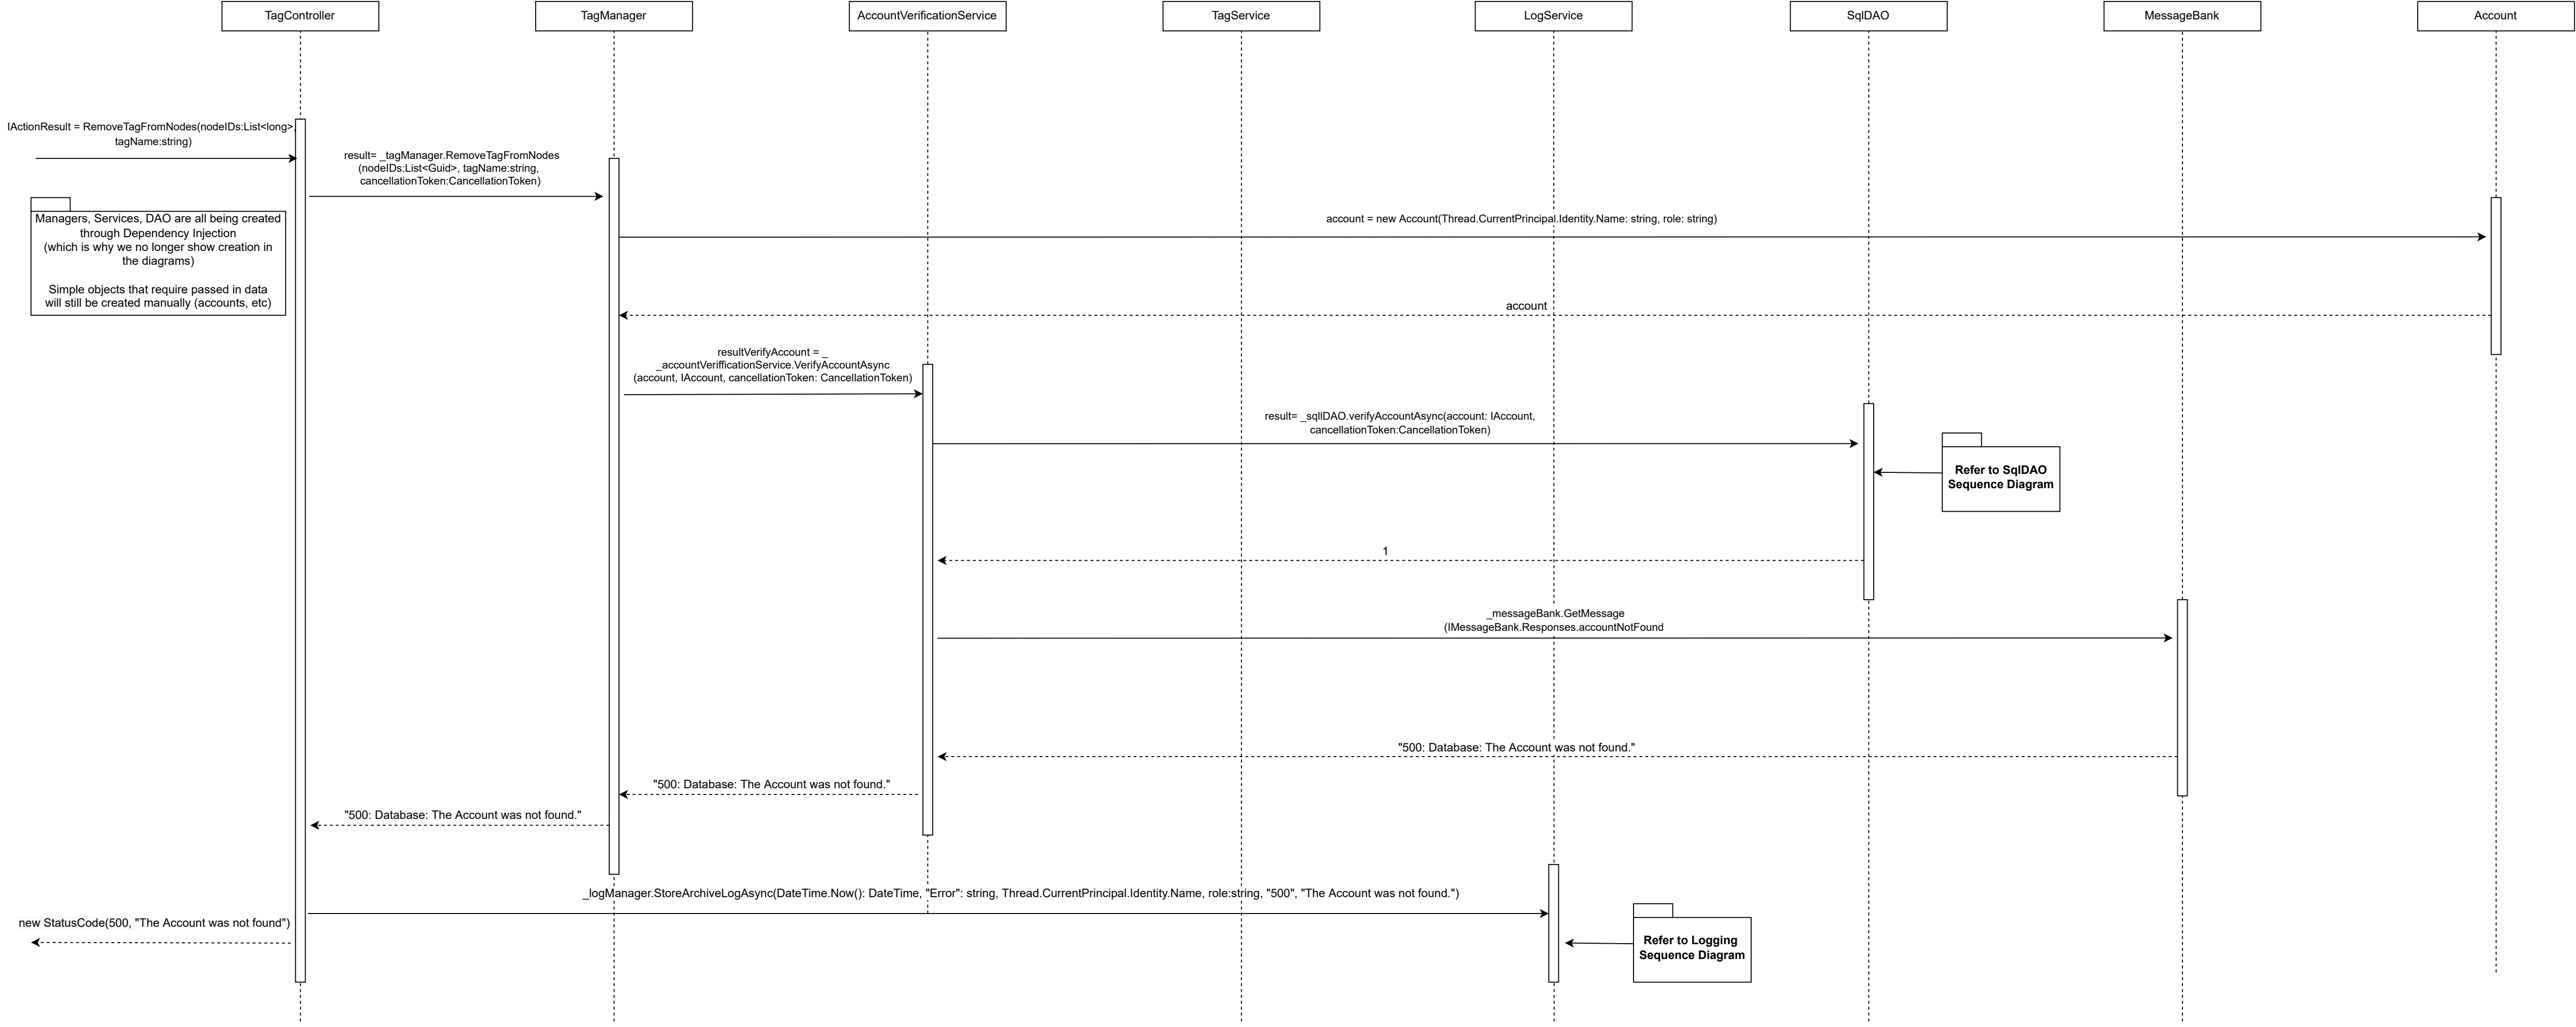 TagController
TagManager
AccountVerificationService
TagService
LogService
SqlDAO
MessageBank
Account
IActionResult = RemoveTagFromNodes(nodeIDs:List<long>,
tagName:string)
result= _tagManager.RemoveTagFromNodes
(nodeIDs:List<Guid>, tagName:string,
cancellationToken:CancellationToken)
Managers, Services, DAO are all being created
through Dependency Injection
(which is why we no longer show creation in
the diagrams)
Simple objects that require passed in data
will still be created manually (accounts, etc)
account = new Account(Thread.CurrentPrincipal.Identity.Name: string, role: string)
account
resultVerifyAccount = _
_accountVerifficationService.VerifyAccountAsync
(account, IAccount, cancellationToken: CancellationToken)
result= _sqllDAO.verifyAccountAsync(account: IAccount,
cancellationToken:CancellationToken)
Refer to SqlDAO
Sequence Diagram
1
_messageBank.GetMessage
(IMessageBank.Responses.accountNotFound
"500: Database: The Account was not found."
"500: Database: The Account was not found."
"500: Database: The Account was not found."
_logManager.StoreArchiveLogAsync(DateTime.Now(): DateTime, "Error": string, Thread.CurrentPrincipal.Identity.Name, role:string, "500", "The Account was not found.")
new StatusCode(500, "The Account was not found")
Refer to Logging
Sequence Diagram